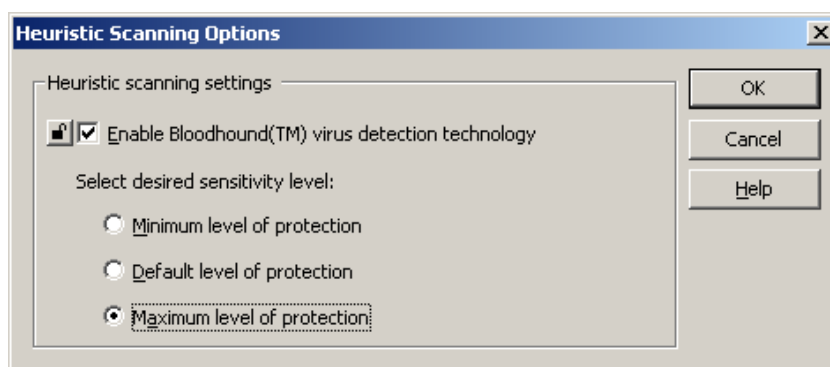 Heuristic Scanning Options
Heuristic scanning settings
Enable Bloodhound(TM) virus detection technology
Select desired sensitivity level:
Minimum level of protection
Default level of protection
Maximum level of protection
OK
Cancel
Help